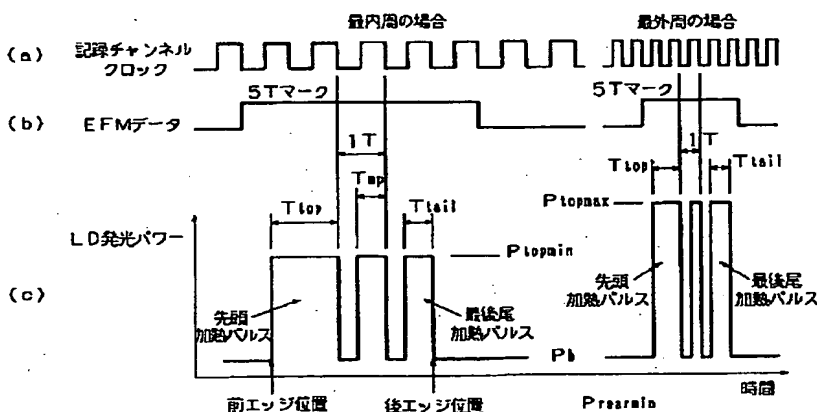 最内周の場合 最外周の場合
(a) 記録チャンネル
クロック
5Tマーク 5Tマーク
(b) EFMデータ
1T 1T
Tmp Ttop Ttail
Ttop Ttail
Ptopmax
LD発光パワー
Ptopmin
(c)
先頭
加熱パルス
最後尾
加熱パルス
先頭
加熱パルス
最後尾
加熱パルス
Pb
時間
前エッジ位置 後エッジ位置 Prearmin